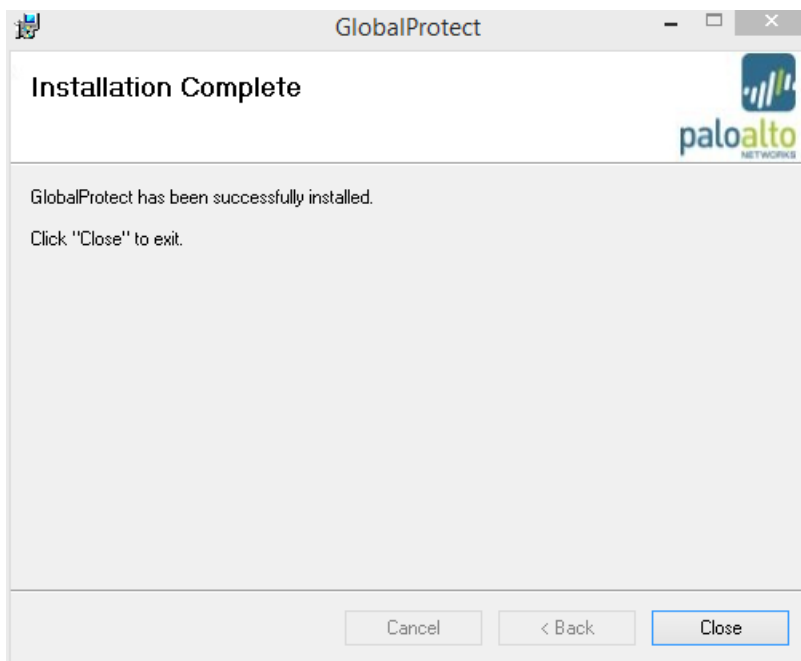 GlobalProtect
Installation Complete
paloalto
NETWORKS
GlobalProtect has been successfully installed.
Click "Close" to exit.
Cancel
< Back
Close